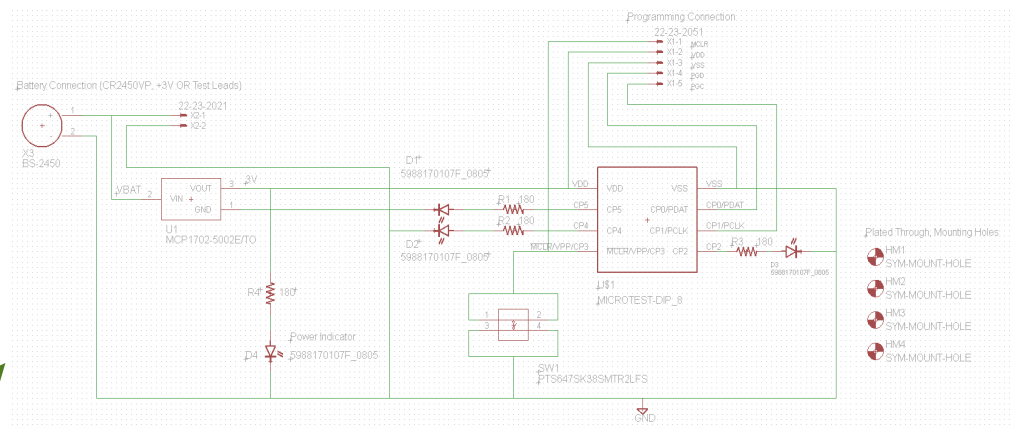 Programming Connection
22-23-2051
X1-1 MCLR
X1-2 VDD
X1-3 VSS
X1-4 PGD
X1-5 PGC
Battery Connection (CR2450VP, +3V OR Test Leads)
22-23-2021
X2-1
X2-2
1
+
+
2
-
X3
BS-2450
VBAT
2
VIN
VOUT
3
3V
GND
1
U1
MCP1702-5002E/TO
D1
5988170107F_0805
R1 180
CP5
R2 180
CP4
D2
5988170107F_0805
VDD
VDD
VSS
VSS
CP5
CP0/PDAT
CP0/PDAT
CP4
CP1/PCLK
CP1/PCLK
MCLR/VPP/CP3
MCLR/VPP/CP3
CP2
CP2
R3 180
D3
5988170107F_0805
U$1
MICROTEST-DIP_8
Plated Through, Mounting Holes
HM1
SYM-MOUNT-HOLE
HM2
SYM-MOUNT-HOLE
HM3
SYM-MOUNT-HOLE
HM4
SYM-MOUNT-HOLE
R4 180
Power Indicator
D4 5988170107F_0805
1 2
3 4
SW1
PTS647SK38SMTR2LFS
GND